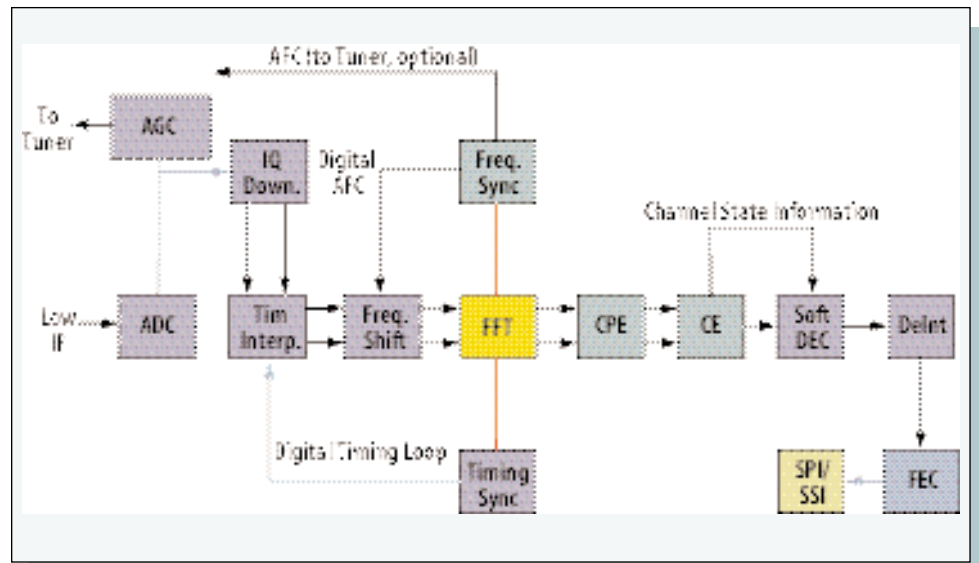 AFC (to Tuner, optional)
To
Tuner
AGC
IQ
Down.
Digital
AFC
Freq.
Sync
Channel State Information
Low
IF
ADC
Tim
Interp.
Freq.
Shift
FFT
CPE
CE
Soft
DEC
DeInt
Digital Timing Loop
Timing
Sync
SPI/
SSI
FEC